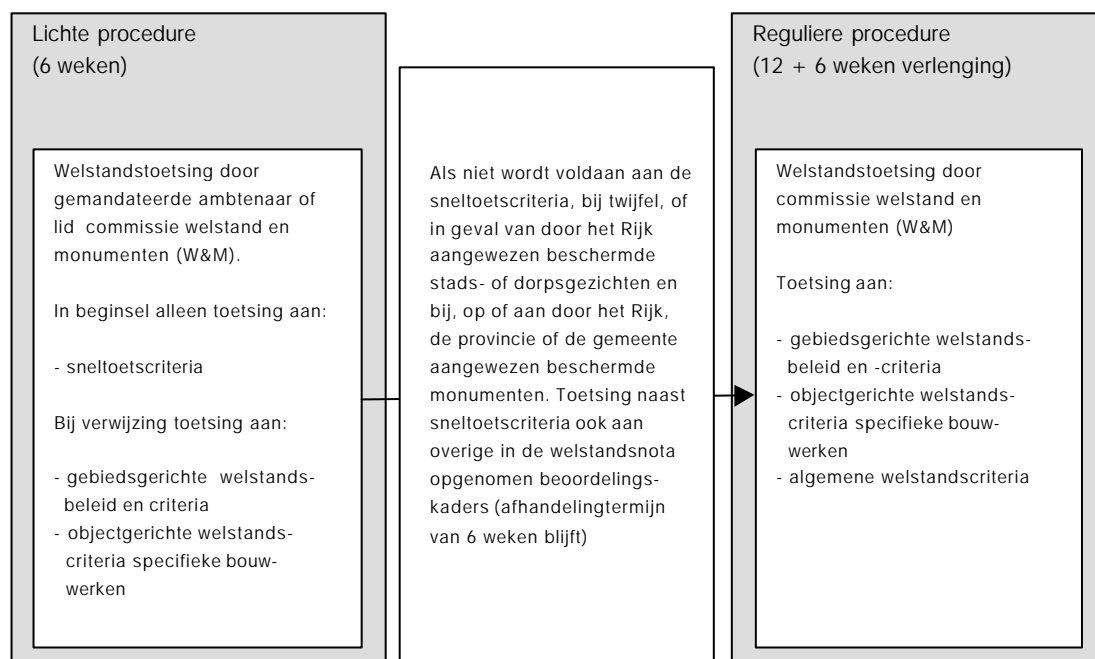 Lichte procedure
(6 weken)
Welstandstoetsing door
gemandateerde ambtenaar of
lid commissie welstand en
monumenten (W&M).
In beginsel alleen toetsing aan:
- sneltoetscriteria
Bij verwijzing toetsing aan:
- gebiedsgerichte welstands-
beleid en criteria
- objectgerichte welstands-
criteria specifieke bouw-
werken
Als niet wordt voldaan aan de
sneltoetscriteria, bij twijfel, of
in geval van door het Rijk
aangewezen beschermde
stads- of dorpsgezichten en
bij, op of aan door het Rijk,
de provincie of de gemeente
aangewezen beschermde
monumenten. Toetsing naast
sneltoetscriteria ook aan
overige in de welstandsnota
opgenomen beoordelings-
kaders (afhandelingtermijn
van 6 weken blijft)
Reguliere procedure
(12 + 6 weken verlenging)
Welstandstoetsing door
commissie welstand en
monumenten (W&M)
Toetsing aan:
- gebiedsgerichte welstands-
beleid en -criteria
- objectgerichte welstands-
criteria specifieke bouw-
werken
- algemene welstandscriteria